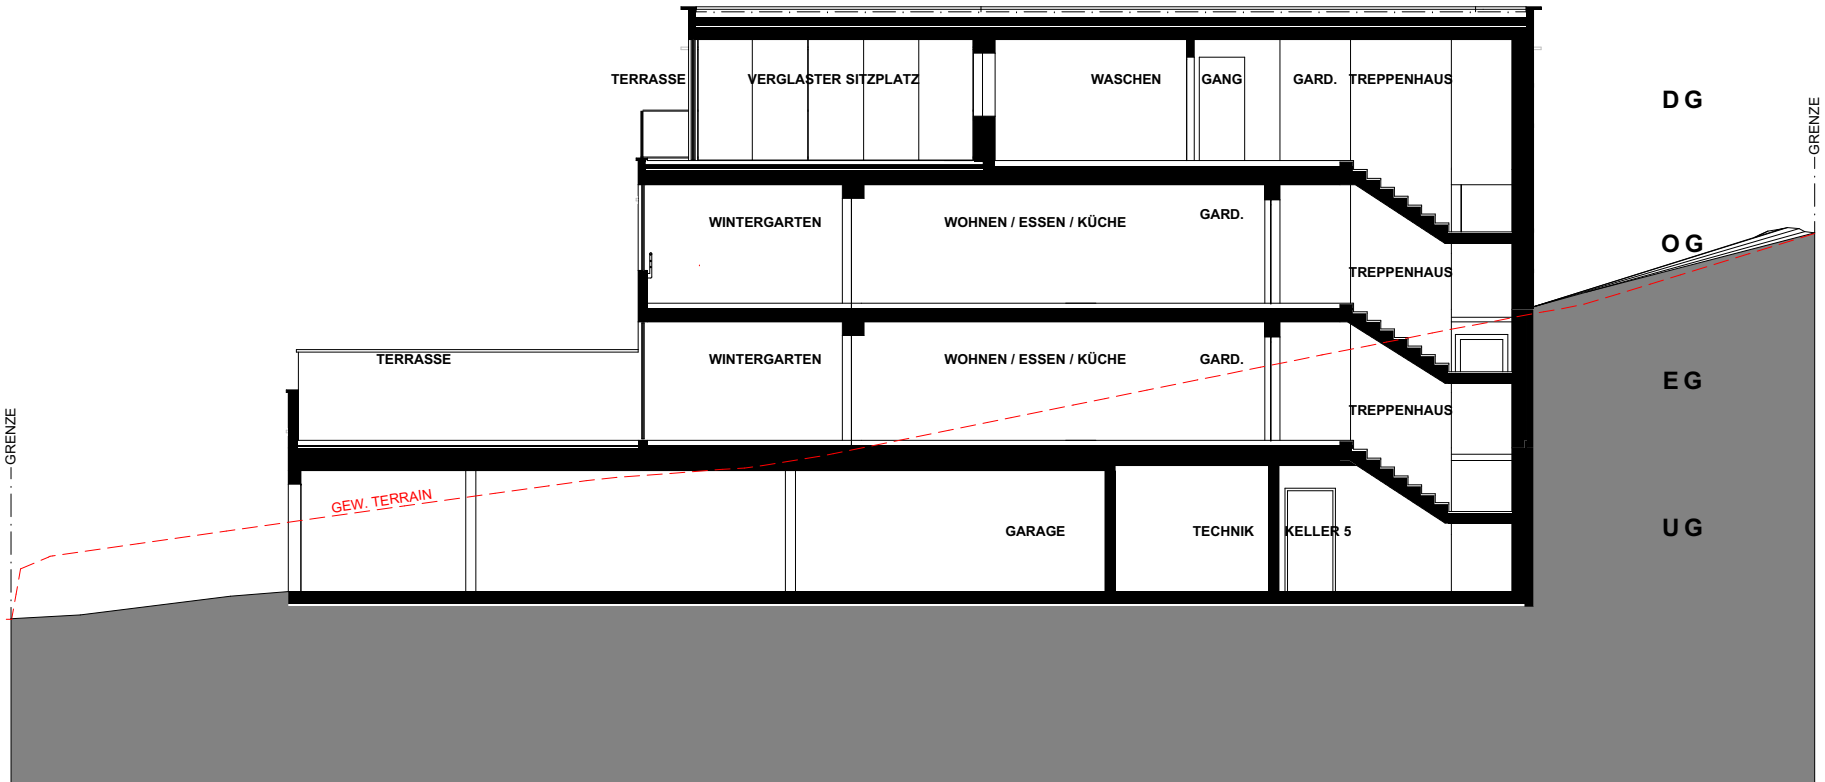 TERRASSE VERGLASTER SITZPLATZ WASCHEN GANG GARD. TREPPENHAUS
DG
GRENZE
WINTERGARTEN WOHNEN / ESSEN / KÜCHE GARD.
OG
TREPPENHAUS
TERRASSE WINTERGARTEN WOHNEN / ESSEN / KÜCHE GARD.
EG
TREPPENHAUS
GRENZE
GEW. TERRAIN
GARAGE TECHNIK KELLER 5
UG